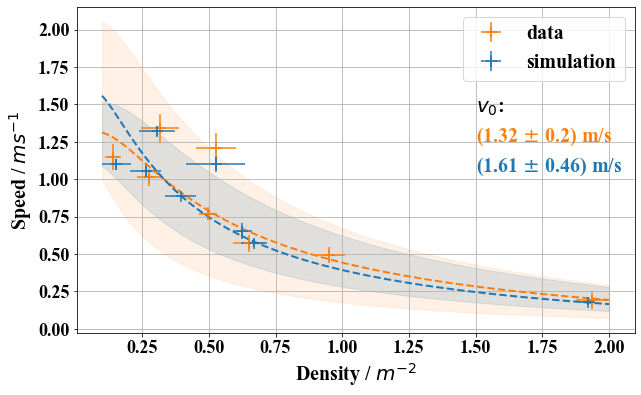 data
simulation
v₀:
(1.32 ± 0.2) m/s
(1.61 ± 0.46) m/s
Speed / ms⁻¹
2.00
1.75
1.50
1.25
1.00
0.75
0.50
0.25
0.00
0.25 0.50 0.75 1.00 1.25 1.50 1.75 2.00
Density / m⁻²